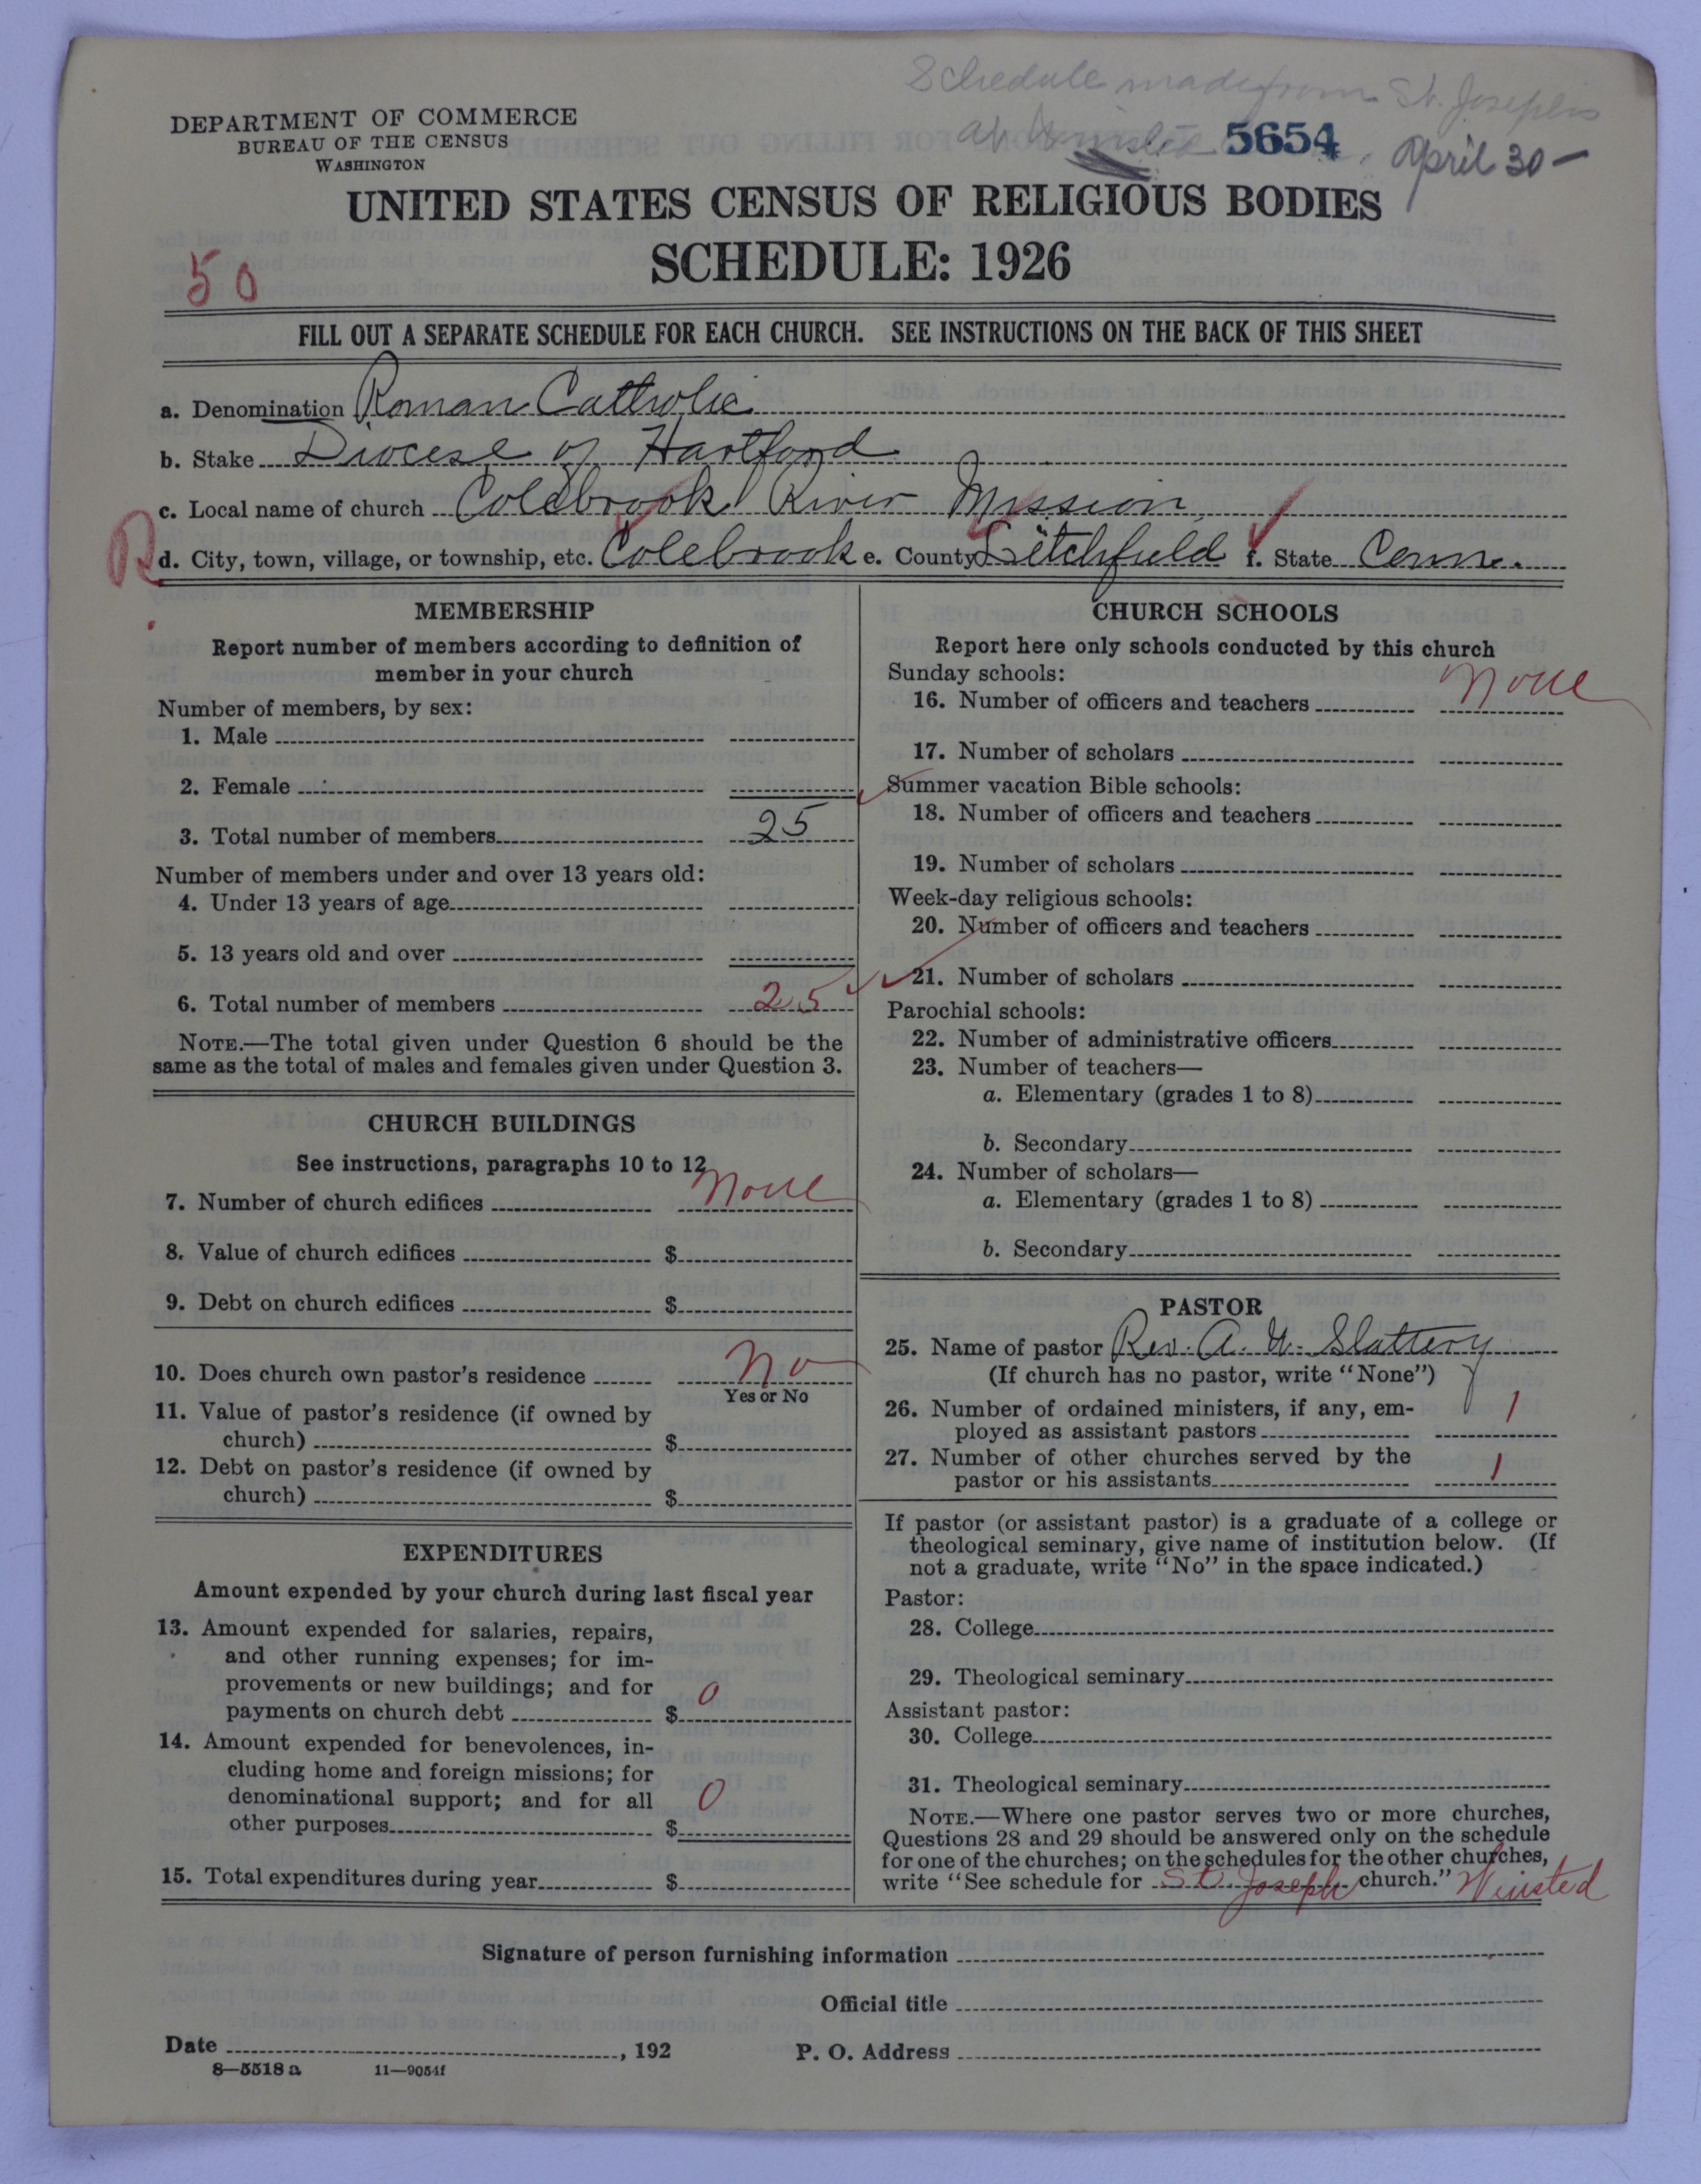 Schedule made from St. Josephs
DEPARTMENT OF COMMERCE
BUREAU OF THE CENSUS
WASHINGTON
at 5654 April 30—
UNITED STATES CENSUS OF RELIGIOUS BODIES
SCHEDULE: 1926
50
FILL OUT A SEPARATE SCHEDULE FOR EACH CHURCH. SEE INSTRUCTIONS ON THE BACK OF THIS SHEET
a. Denomination Roman Catholic
b. Stake Diocese of Hartford
c. Local name of church Colebrook River Mission
R d. City, town, village, or township, etc. Colebrook e. County Litchfield f. State Conn.
MEMBERSHIP
Report number of members according to definition of
member in your church
Number of members, by sex:
1. Male
2. Female
3. Total number of members 25
Number of members under and over 13 years old:
4. Under 13 years of age
5. 13 years old and over
6. Total number of members 25
NOTE.—The total given under Question 6 should be the
same as the total of males and females given under Question 3.
CHURCH BUILDINGS
See instructions, paragraphs 10 to 12
7. Number of church edifices None
8. Value of church edifices $
9. Debt on church edifices $
10. Does church own pastor's residence No
Yes or No
11. Value of pastor's residence (if owned by
church) $
12. Debt on pastor's residence (if owned by
church) $
EXPENDITURES
Amount expended by your church during last fiscal year
13. Amount expended for salaries, repairs,
and other running expenses; for im-
provements or new buildings; and for
payments on church debt $ 0
14. Amount expended for benevolences, in-
cluding home and foreign missions; for
denominational support; and for all
other purposes $ 0
15. Total expenditures during year $
CHURCH SCHOOLS
Report here only schools conducted by this church
Sunday schools:
16. Number of officers and teachers None
17. Number of scholars
Summer vacation Bible schools:
18. Number of officers and teachers
19. Number of scholars
Week-day religious schools:
20. Number of officers and teachers
21. Number of scholars
Parochial schools:
22. Number of administrative officers
23. Number of teachers—
a. Elementary (grades 1 to 8)
b. Secondary
24. Number of scholars—
a. Elementary (grades 1 to 8)
b. Secondary
PASTOR
25. Name of pastor Rev. A. W. Slattery
(If church has no pastor, write "None")
26. Number of ordained ministers, if any, em-
ployed as assistant pastors 1
27. Number of other churches served by the
pastor or his assistants 1
If pastor (or assistant pastor) is a graduate of a college or
theological seminary, give name of institution below. (If
not a graduate, write "No" in the space indicated.)
Pastor:
28. College
29. Theological seminary
Assistant pastor:
30. College
31. Theological seminary
NOTE.—Where one pastor serves two or more churches,
Questions 28 and 29 should be answered only on the schedule
for one of the churches; on the schedules for the other churches,
write "See schedule for St. Joseph church." Winsted
Signature of person furnishing information
Official title
Date , 192 P. O. Address
8—5518 a 11—9054f